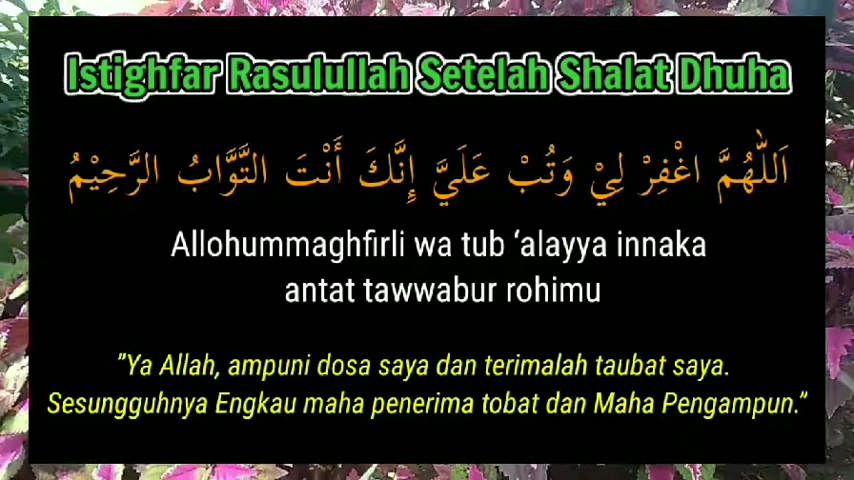 Istighfar Rasulullah Setelah Shalat Dhuha
اَللّٰهُمَّ اغْفِرْ لِيْ وَتُبْ عَلَيَّ إِنَّكَ أَنْتَ التَّوَّابُ الرَّحِيْمُ
Allohummaghfirli wa tub ‘alayya innaka
antat tawwabur rohimu
"Ya Allah, ampuni dosa saya dan terimalah taubat saya.
Sesungguhnya Engkau maha penerima tobat dan Maha Pengampun.”